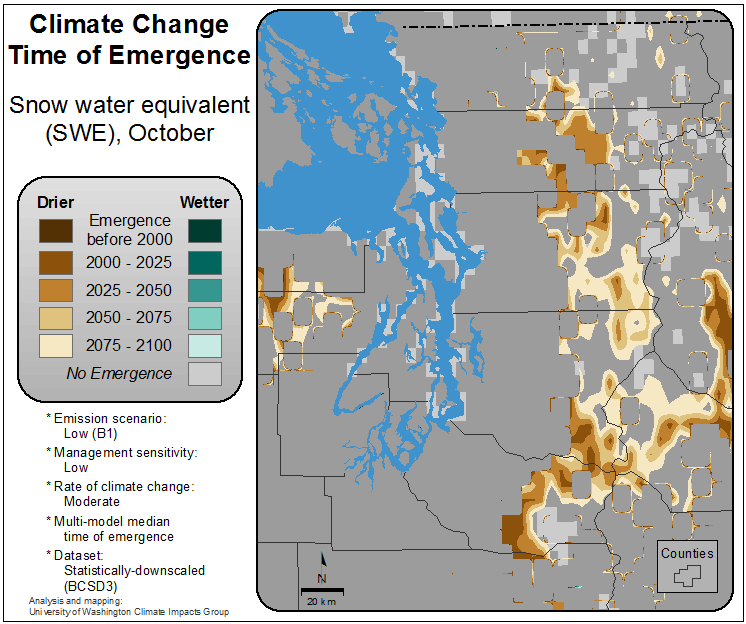 Climate Change
Time of Emergence
Snow water equivalent
(SWE), October
Drier
Wetter
Emergence
before 2000
2000 - 2025
2025 - 2050
2050 - 2075
2075 - 2100
No Emergence
* Emission scenario:
Low (B1)
* Management sensitivity:
Low
* Rate of climate change:
Moderate
* Multi-model median
time of emergence
* Dataset:
Statistically-downscaled
(BCSD3)
Analysis and mapping:
University of Washington Climate Impacts Group
N
20 km
Counties